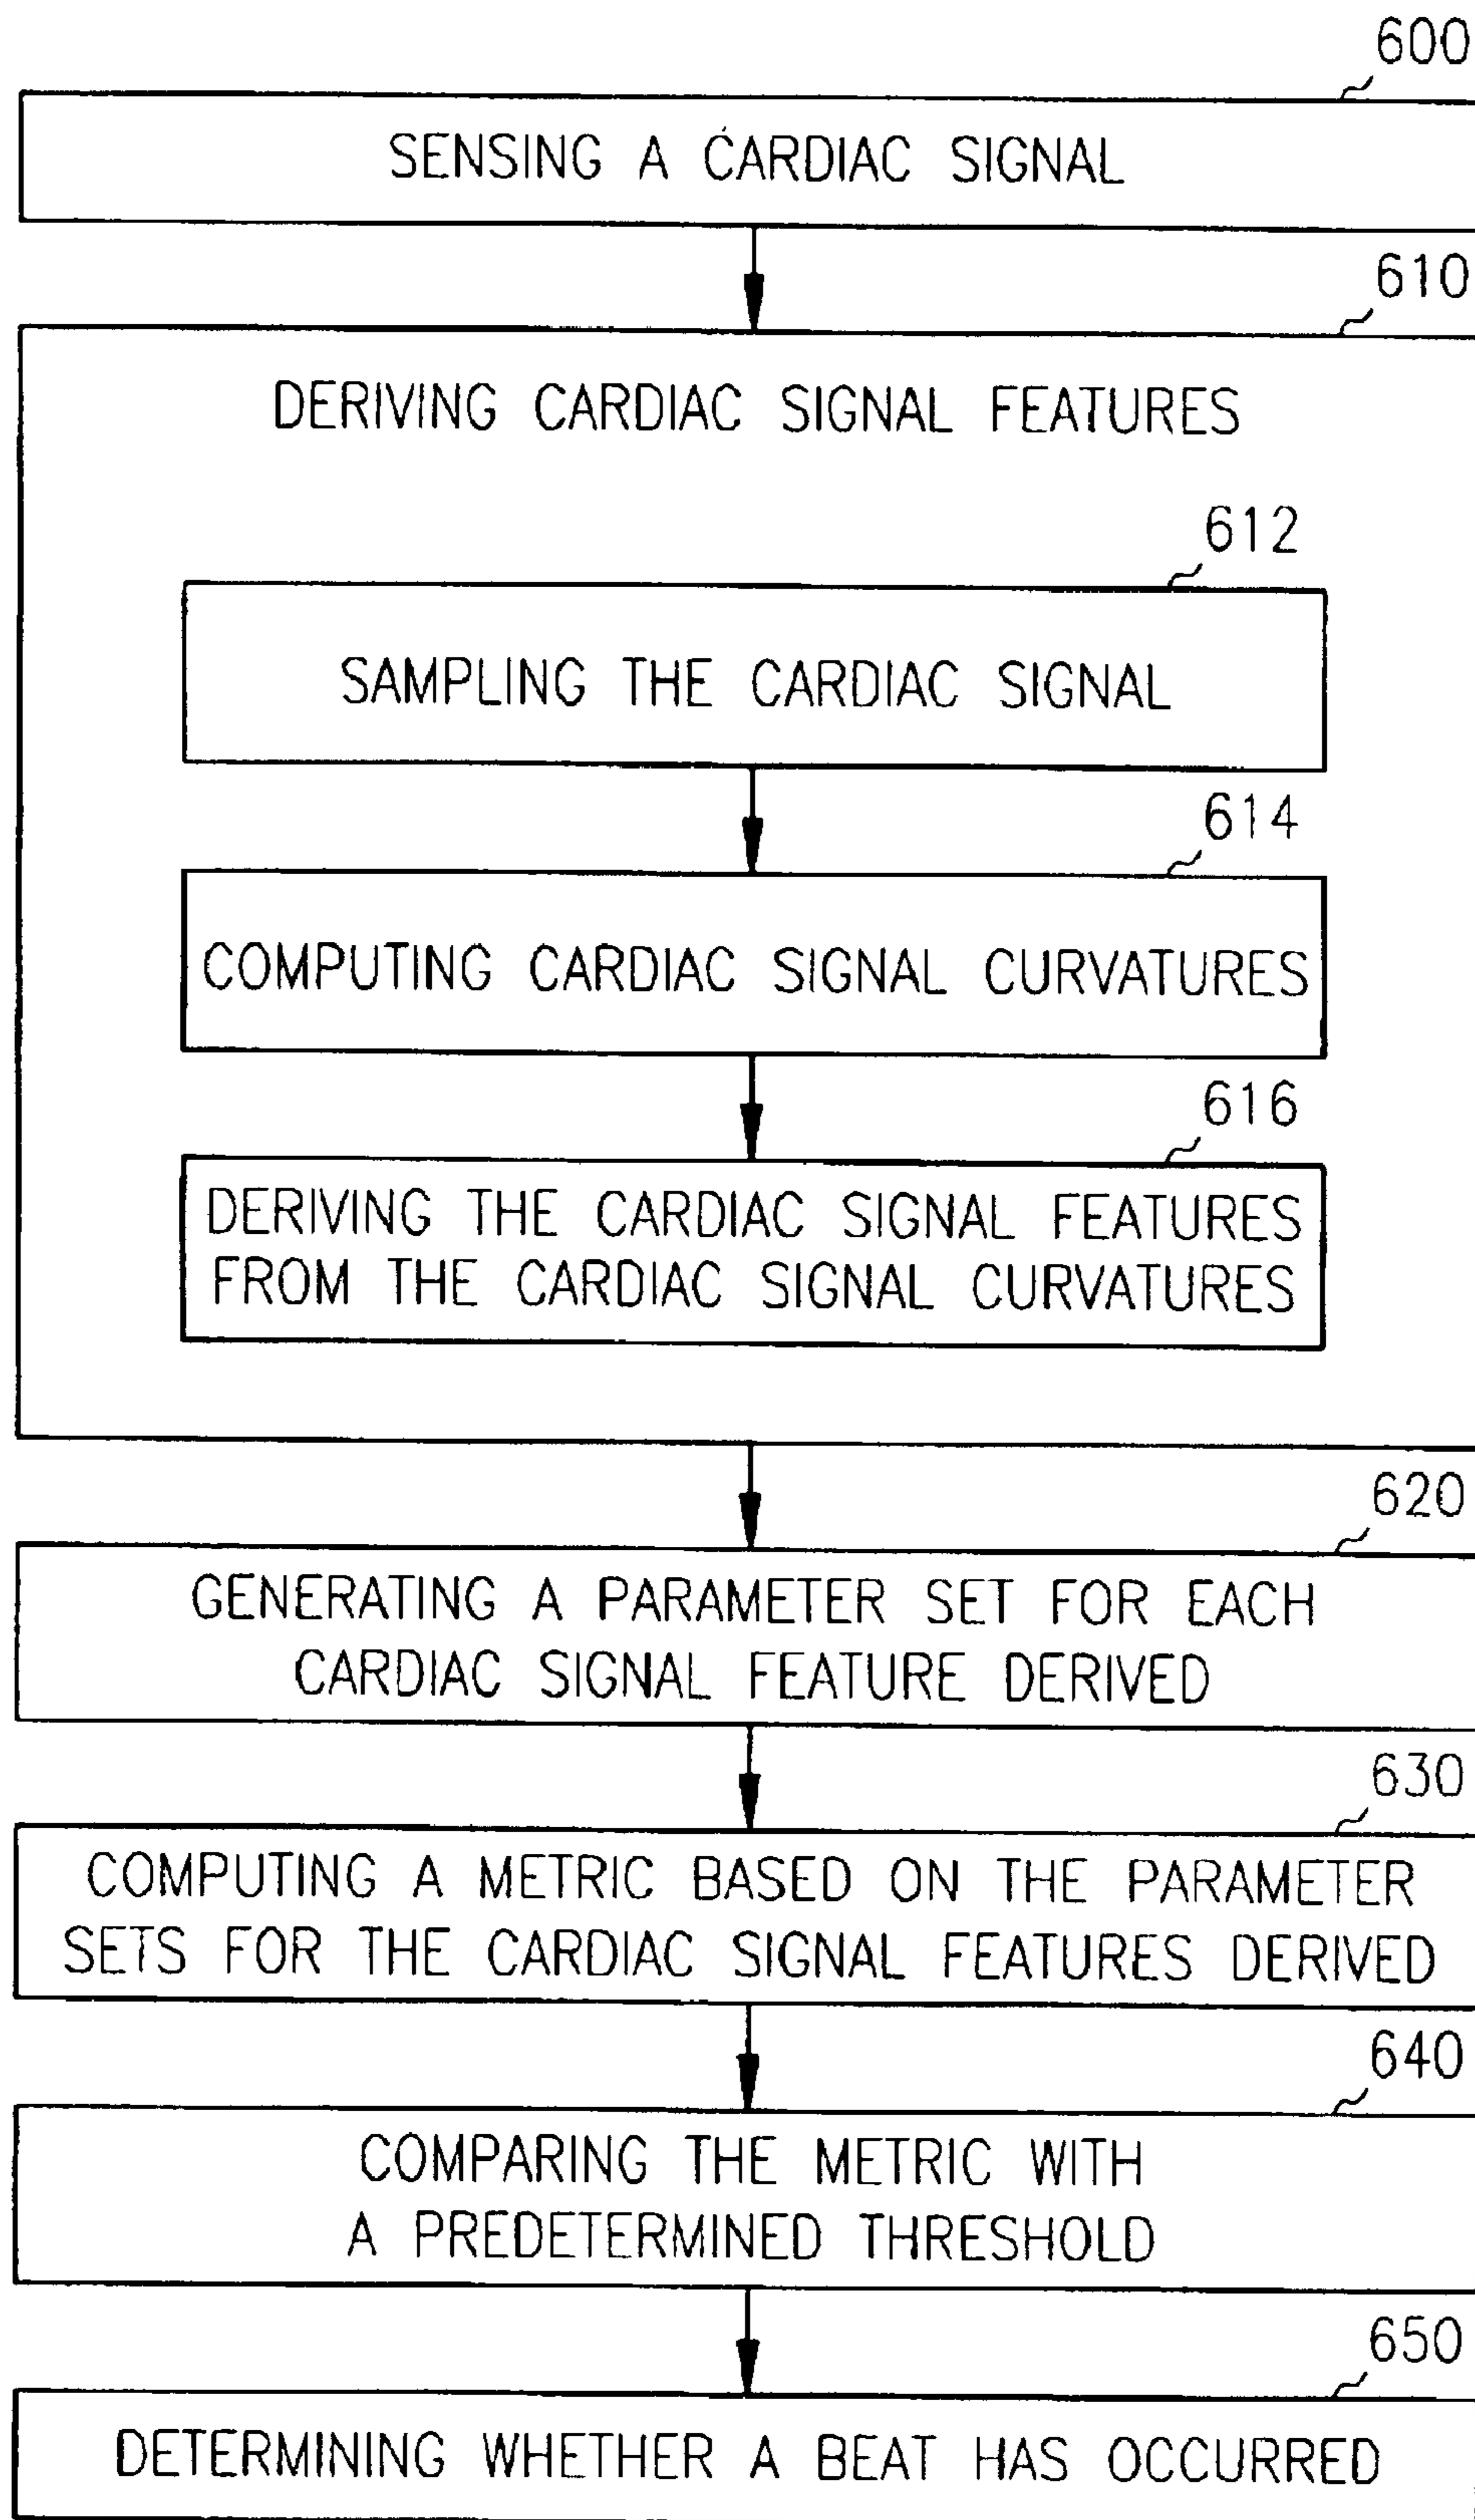 600
SENSING A CARDIAC SIGNAL
610
DERIVING CARDIAC SIGNAL FEATURES
612
SAMPLING THE CARDIAC SIGNAL
614
COMPUTING CARDIAC SIGNAL CURVATURES
616
DERIVING THE CARDIAC SIGNAL FEATURES
FROM THE CARDIAC SIGNAL CURVATURES
620
GENERATING A PARAMETER SET FOR EACH
CARDIAC SIGNAL FEATURE DERIVED
630
COMPUTING A METRIC BASED ON THE PARAMETER
SETS FOR THE CARDIAC SIGNAL FEATURES DERIVED
640
COMPARING THE METRIC WITH
A PREDETERMINED THRESHOLD
650
DETERMINING WHETHER A BEAT HAS OCCURRED